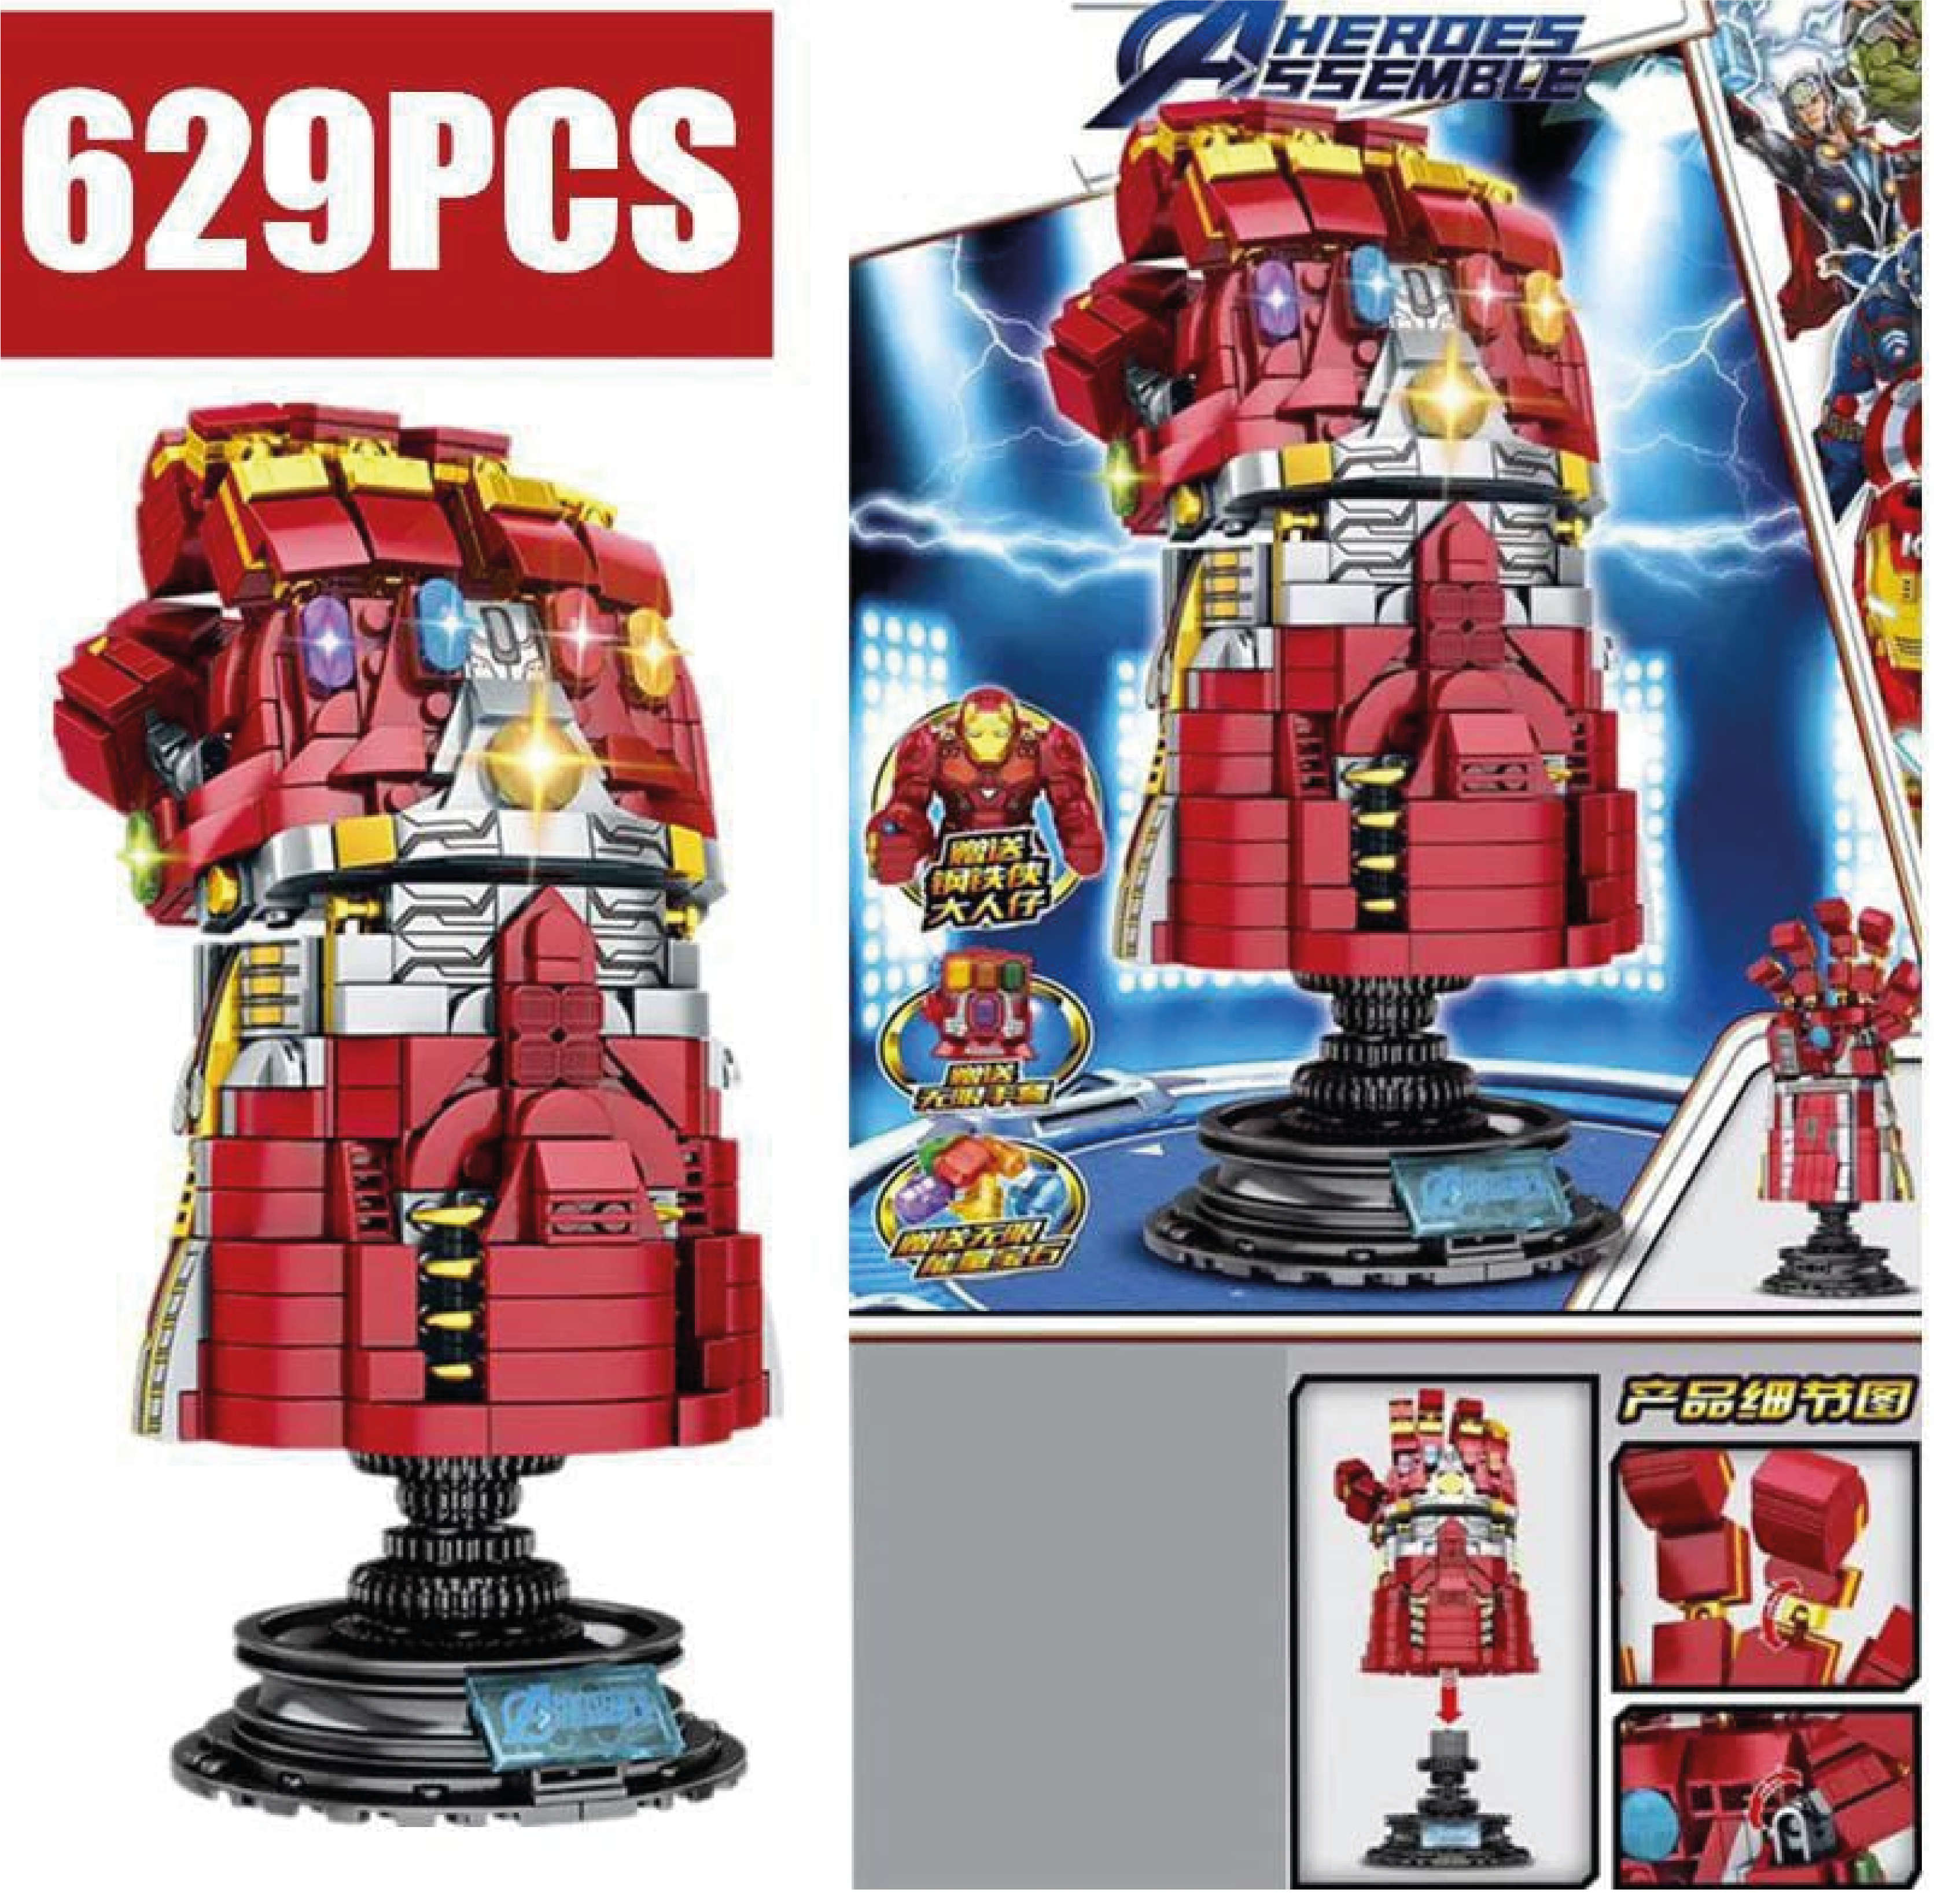 629PCS
HEROES
ASSEMBLE
赠送
钢铁侠
大人仔
赠送
无限手套
赠送无限
能量宝石
产品细节图